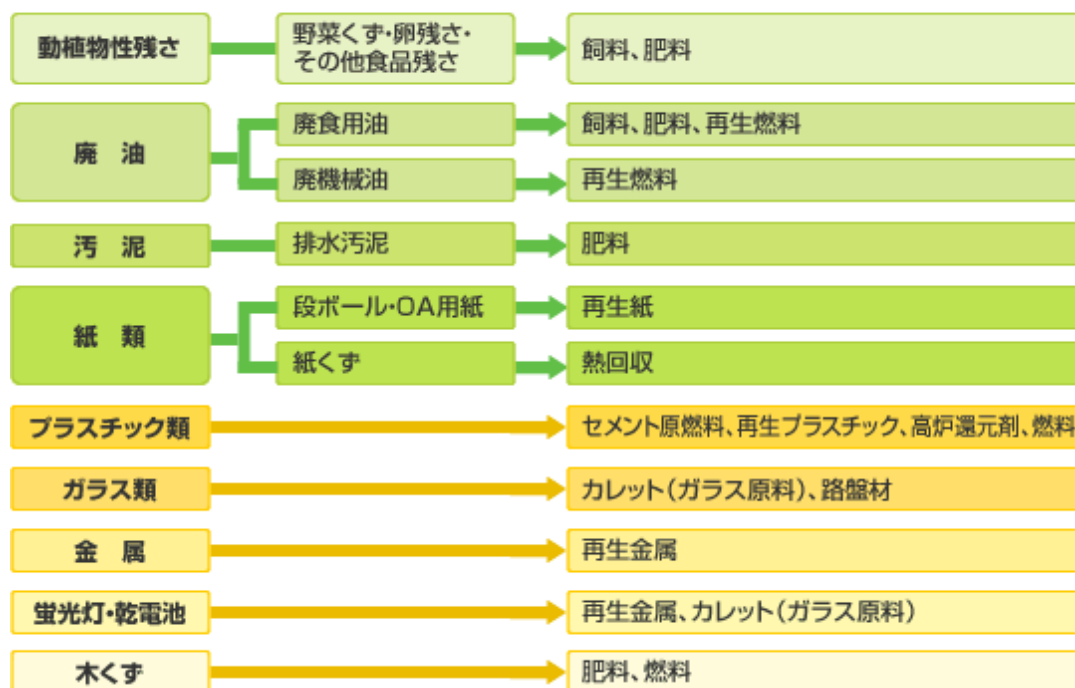 動植物性残さ
野菜くず・卵残さ・
その他食品残さ
飼料、肥料
廃 油
廃食用油
飼料、肥料、再生燃料
廃機械油
再生燃料
汚 泥
排水汚泥
肥料
紙 類
段ボール・OA用紙
再生紙
紙くず
熱回収
プラスチック類
セメント原燃料、再生プラスチック、高炉還元剤、燃料
ガラス類
カレット(ガラス原料)、路盤材
金 属
再生金属
蛍光灯・乾電池
再生金属、カレット(ガラス原料)
木くず
肥料、燃料